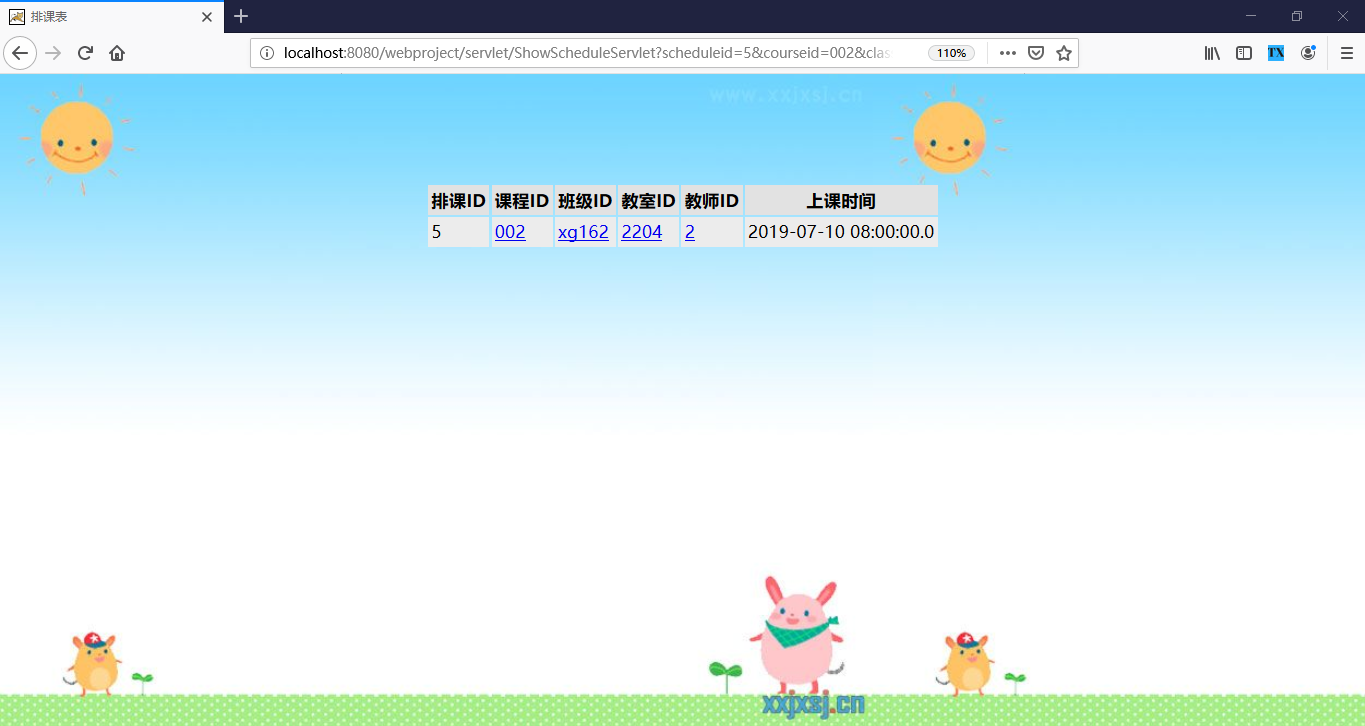 排课表
localhost:8080/webproject/servlet/ShowScheduleServlet?scheduleid=5&courseid=002&clas
110%
TX
www.xxjxsj.cn
排课ID 课程ID 班级ID 教室ID 教师ID 上课时间
5 002 xg162 2204 2 2019-07-10 08:00:00.0
xxjxsj.cn